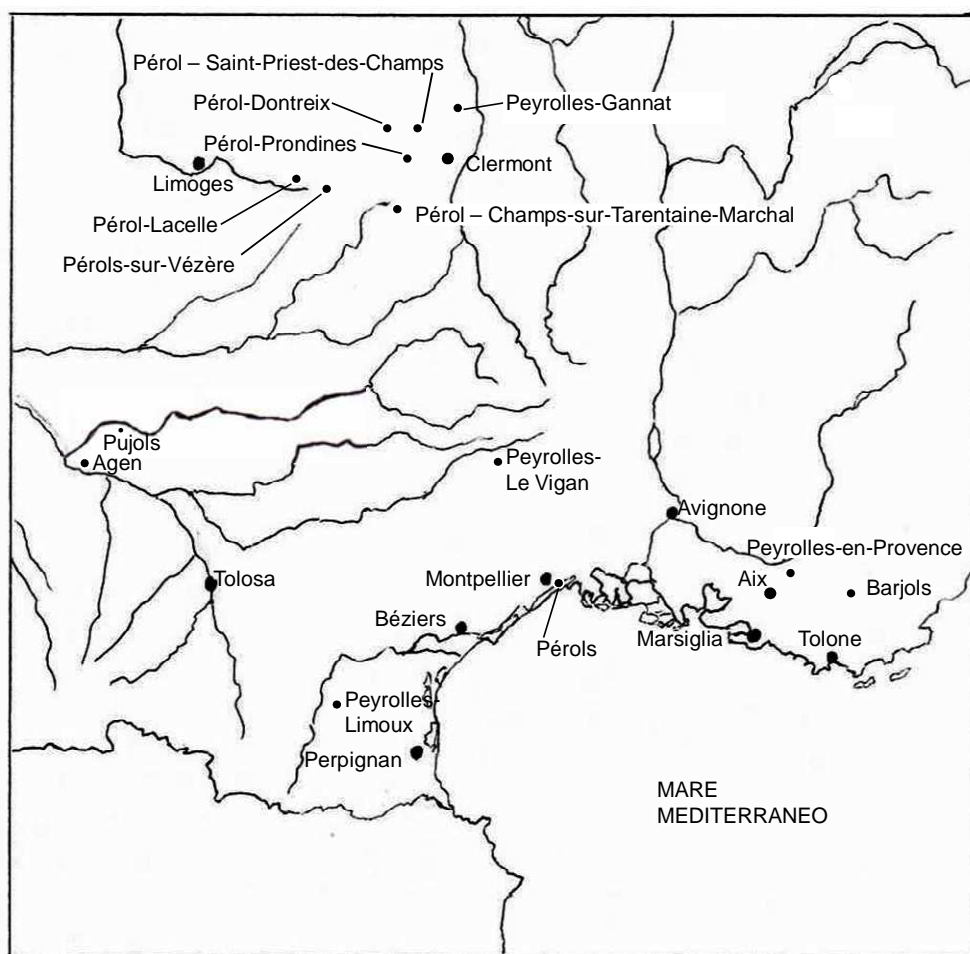 Pérol – Saint-Priest-des-Champs
Pérol-Dontreix
Peyrolles-Gannat
Pérol-Prondines
Clermont
Limoges
Pérol-Lacelle
Pérol – Champs-sur-Tarentaine-Marchal
Pérols-sur-Vézère
Pujols
Agen
Peyrolles-
Le Vigan
Avignone
Peyrolles-en-Provence
Tolosa
Montpellier
Aix
Barjols
Béziers
Pérols
Marsiglia
Tolone
Peyrolles-
Limoux
Perpignan
MARE
MEDITERRANEO